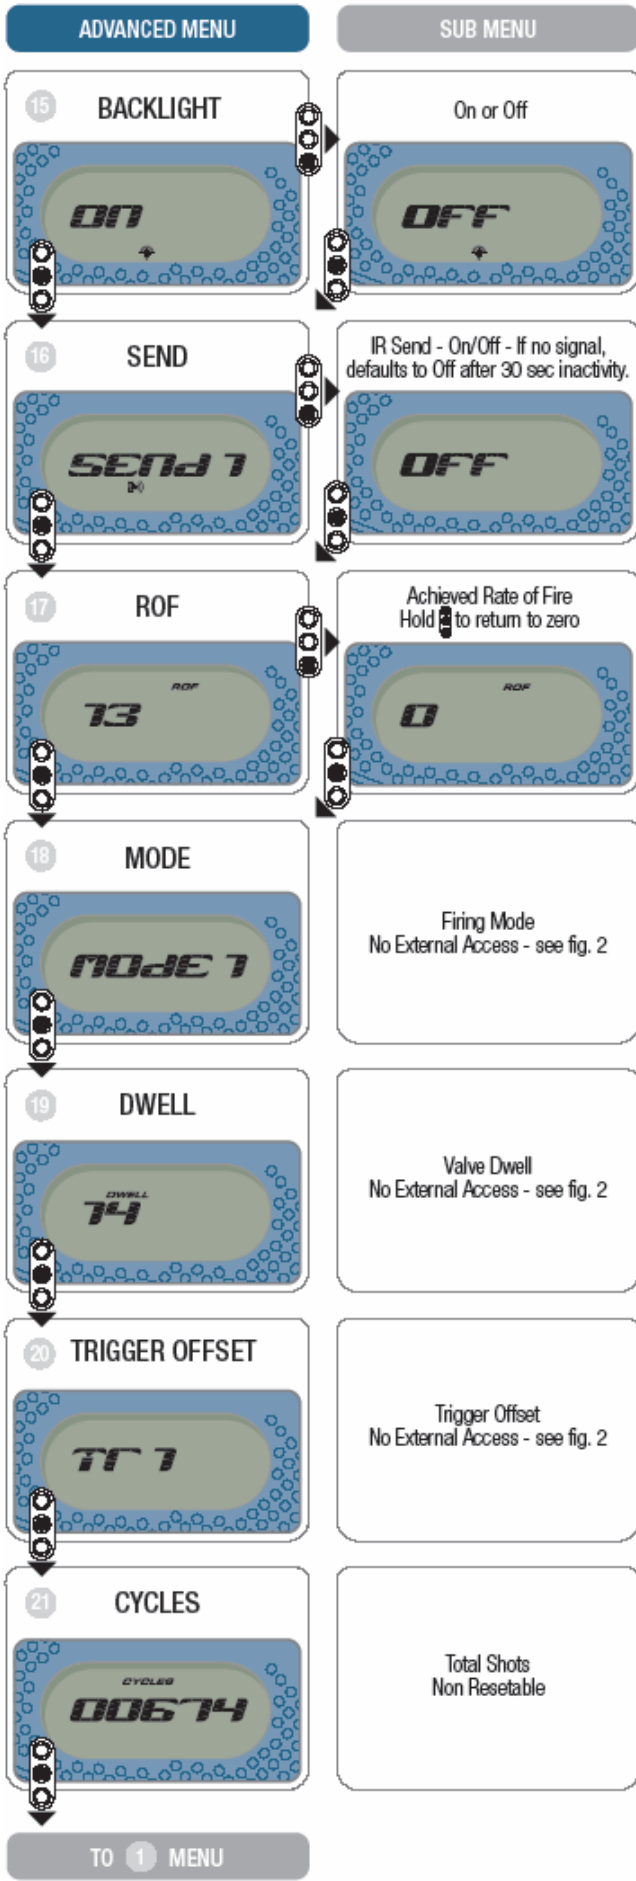 ADVANCED MENU
SUB MENU
15 BACKLIGHT
On or Off
ON
OFF
16 SEND
IR Send - On/Off - If no signal,
defaults to Off after 30 sec inactivity.
SEnd 1
OFF
17 ROF
Achieved Rate of Fire
Hold to return to zero
ROF
13
ROF
0
18 MODE
Firing Mode
No External Access - see fig. 2
MOdE 1
19 DWELL
Valve Dwell
No External Access - see fig. 2
DWELL
14
20 TRIGGER OFFSET
Trigger Offset
No External Access - see fig. 2
Tr 1
21 CYCLES
Total Shots
Non Resetable
CYCLES
00614
TO 1 MENU